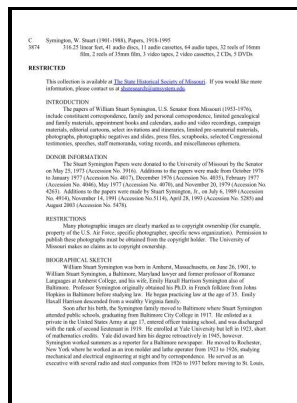 C Symington, W. Stuart (1901-1988), Papers, 1918-1995
3874 316.25 linear feet, 41 audio discs, 11 audio cassettes, 64 audio tapes, 32 reels of 16mm
film, 2 reels of 35mm film, 3 video tapes, 2 video cassettes, 2 CDs, 5 DVDs
RESTRICTED
This collection is available at The State Historical Society of Missouri. If you would like more
information, please contact us at shsresearch@umsystem.edu.
INTRODUCTION
The papers of William Stuart Symington, U.S. Senator from Missouri (1953-1976),
include constituent correspondence, family and personal correspondence, limited genealogical
and family materials, appointment books and calendars, audio and video recordings, campaign
materials, editorial cartoons, select invitations and itineraries, limited pre-senatorial materials,
photographs, photographic negatives and slides, press files, scrapbooks, selected Congressional
testimonies, speeches, staff memoranda, voting records, and miscellaneous ephemera.
DONOR INFORMATION
The Stuart Symington Papers were donated to the University of Missouri by the Senator
on May 25, 1973 (Accession No. 3916). Additions to the papers were made from October 1976
to January 1977 (Accession No. 4017), December 1976 (Accession No. 4035), February 1977
(Accession No. 4046), May 1977 (Accession No. 4070), and November 20, 1979 (Accession No.
4263). Additions to the papers were made by Stuart Symington, Jr., on July 6, 1989 (Accession
No. 4914), November 14, 1991 (Accession No.5114), April 28, 1993 (Accession No. 5285) and
August 2003 (Accession No. 5478).
RESTRICTIONS
Many photographic images are clearly marked as to copyright ownership (for example,
property of the U.S. Air Force, specific photographer, specific news organization). Permission to
publish these photographs must be obtained from the copyright holder. The University of
Missouri makes no claims as to copyright ownership.
BIOGRAPHICAL SKETCH
William Stuart Symington was born in Amherst, Massachusetts, on June 26, 1901, to
William Stuart Symington, a Baltimore, Maryland lawyer and former professor of Romance
Languages at Amherst College, and his wife, Emily Haxall Harrison Symington also of
Baltimore. Professor Symington originally obtained his Ph.D. in French folklore from Johns
Hopkins in Baltimore before studying law. He began practicing law at the age of 35. Emily
Haxall Harrison descended from a wealthy Virginia family.
Soon after his birth, the Symington family moved to Baltimore where Stuart Symington
attended public schools, graduating from Baltimore City College in 1917. He enlisted as a
private in the United States Army at age 17, entered officer training school, and was discharged
with the rank of second lieutenant in 1919. He enrolled at Yale University but left in 1923, short
of mathematics credits. Yale did award him his degree retroactively in 1945, however,
Symington worked summers as a reporter for a Baltimore newspaper. He moved to Rochester,
New York where he worked as an iron molder and lathe operator from 1923 to 1926, studying
mechanical and electrical engineering at night and by correspondence. He served as an
executive with several radio and steel companies from 1926 to 1937 before moving to St. Louis,